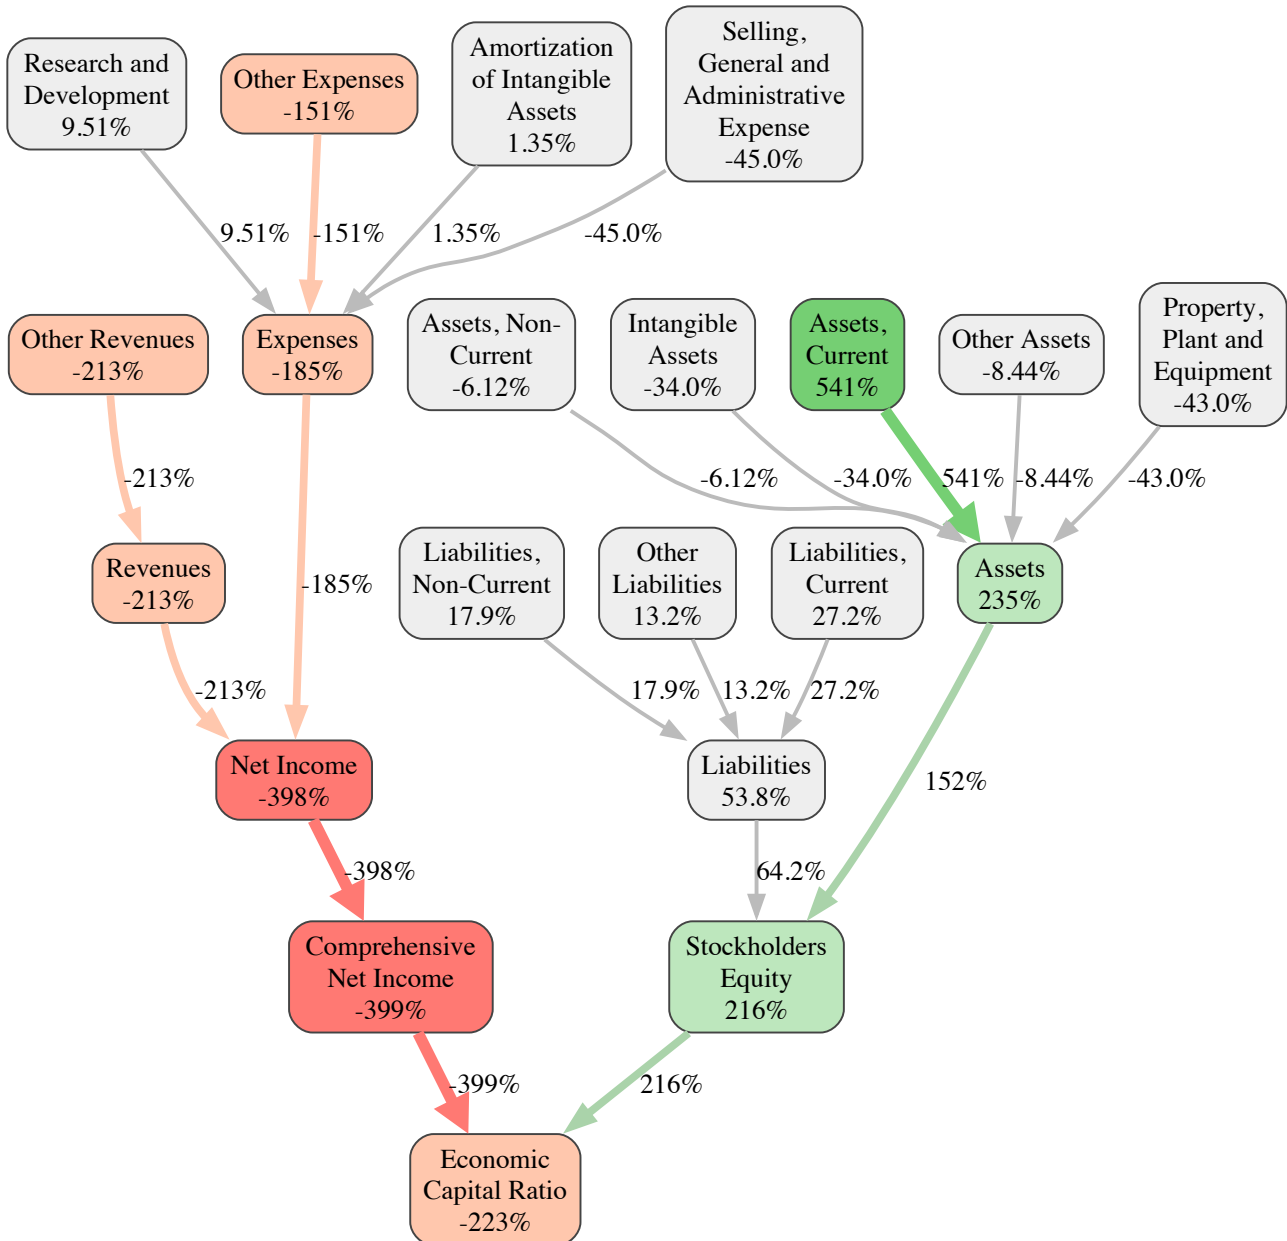 Research and
Development
9.51%
Other Expenses
-151%
Amortization
of Intangible
Assets
1.35%
Selling,
General and
Administrative
Expense
-45.0%
9.51%
-151%
1.35%
-45.0%
Other Revenues
-213%
Expenses
-185%
Assets, Non-
Current
-6.12%
Intangible
Assets
-34.0%
Assets,
Current
541%
Other Assets
-8.44%
Property,
Plant and
Equipment
-43.0%
-213%
-6.12%
-34.0%
541%
-8.44%
-43.0%
Revenues
-213%
-185%
Liabilities,
Non-Current
17.9%
Other
Liabilities
13.2%
Liabilities,
Current
27.2%
Assets
235%
-213%
17.9%
13.2%
27.2%
Net Income
-398%
Liabilities
53.8%
152%
-398%
64.2%
Comprehensive
Net Income
-399%
Stockholders
Equity
216%
-399%
216%
Economic
Capital Ratio
-223%